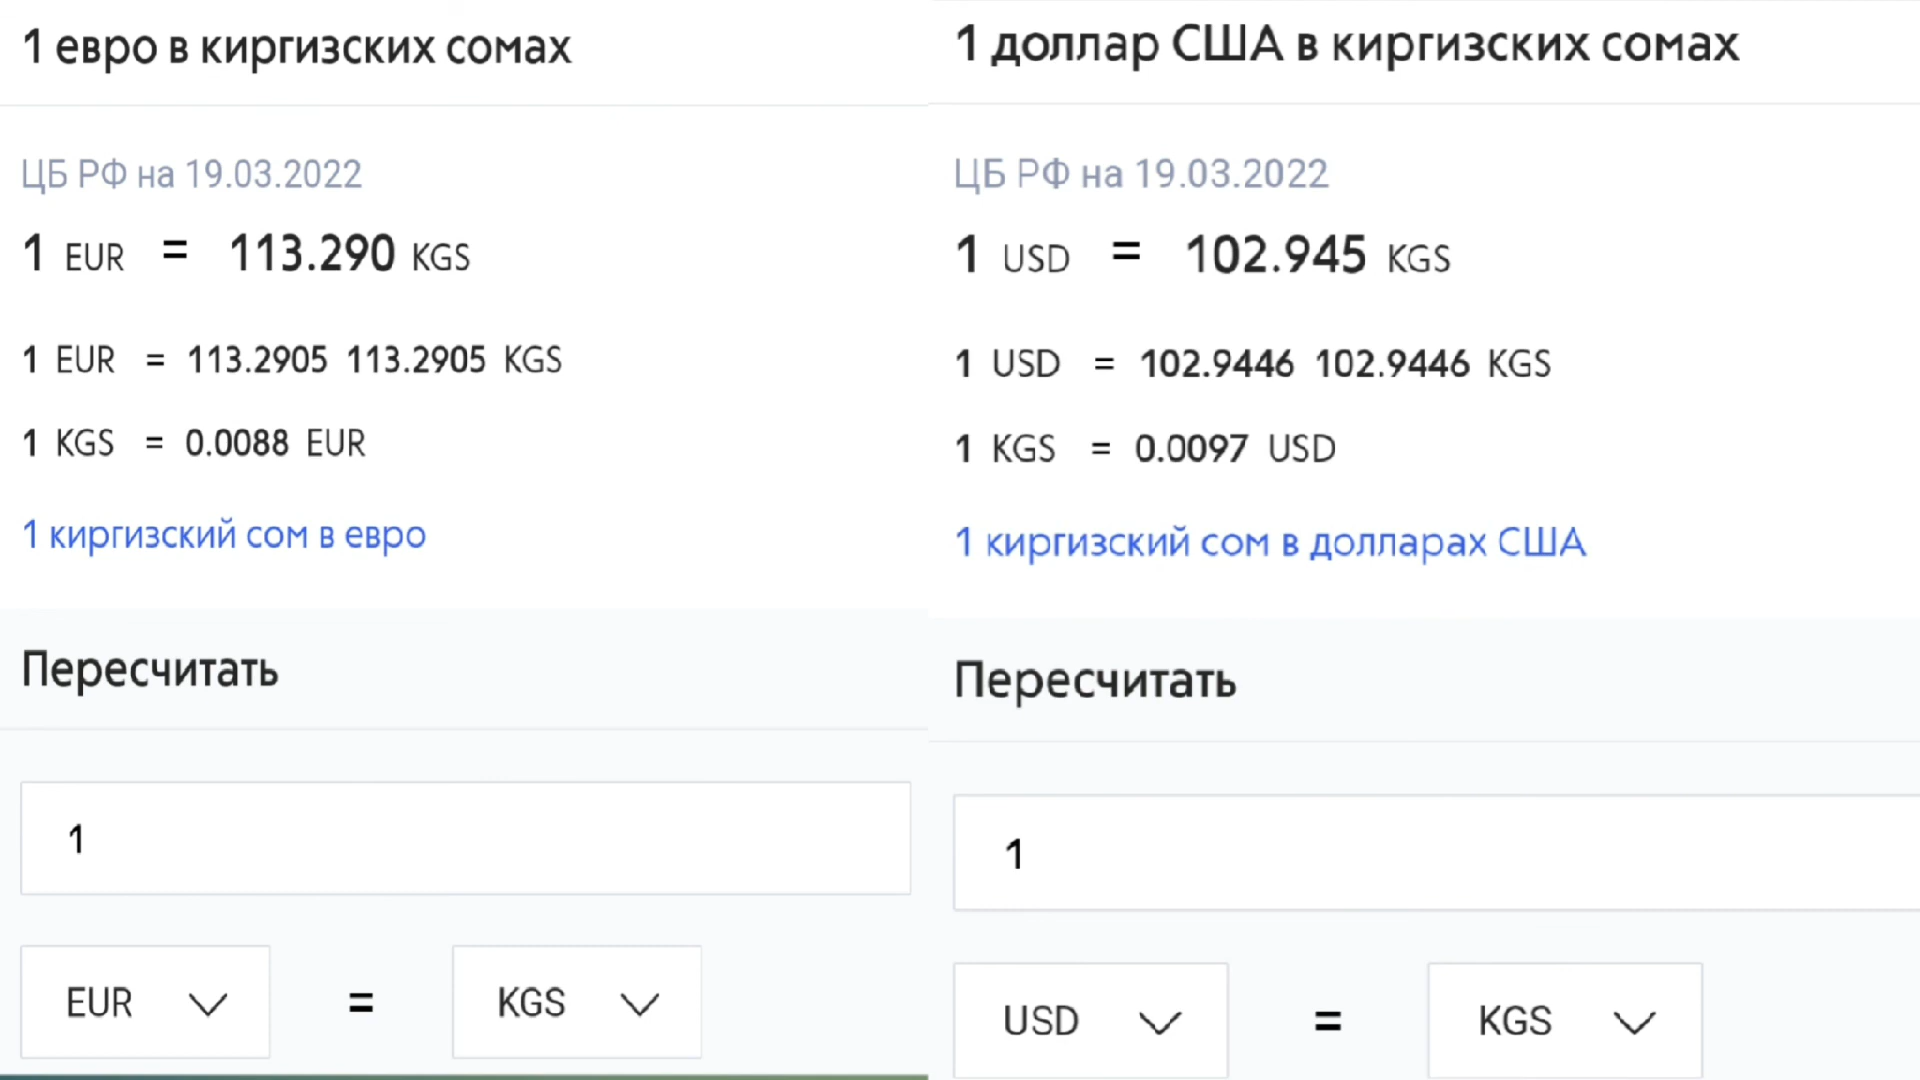 1 евро в киргизских сомах
ЦБ РФ на 19.03.2022
1 EUR = 113.290 KGS
1 EUR = 113.2905 113.2905 KGS
1 KGS = 0.0088 EUR
1 киргизский сом в евро
Пересчитать
1
EUR = KGS
1 доллар США в киргизских сомах
ЦБ РФ на 19.03.2022
1 USD = 102.945 KGS
1 USD = 102.9446 102.9446 KGS
1 KGS = 0.0097 USD
1 киргизский сом в долларах США
Пересчитать
1
USD = KGS